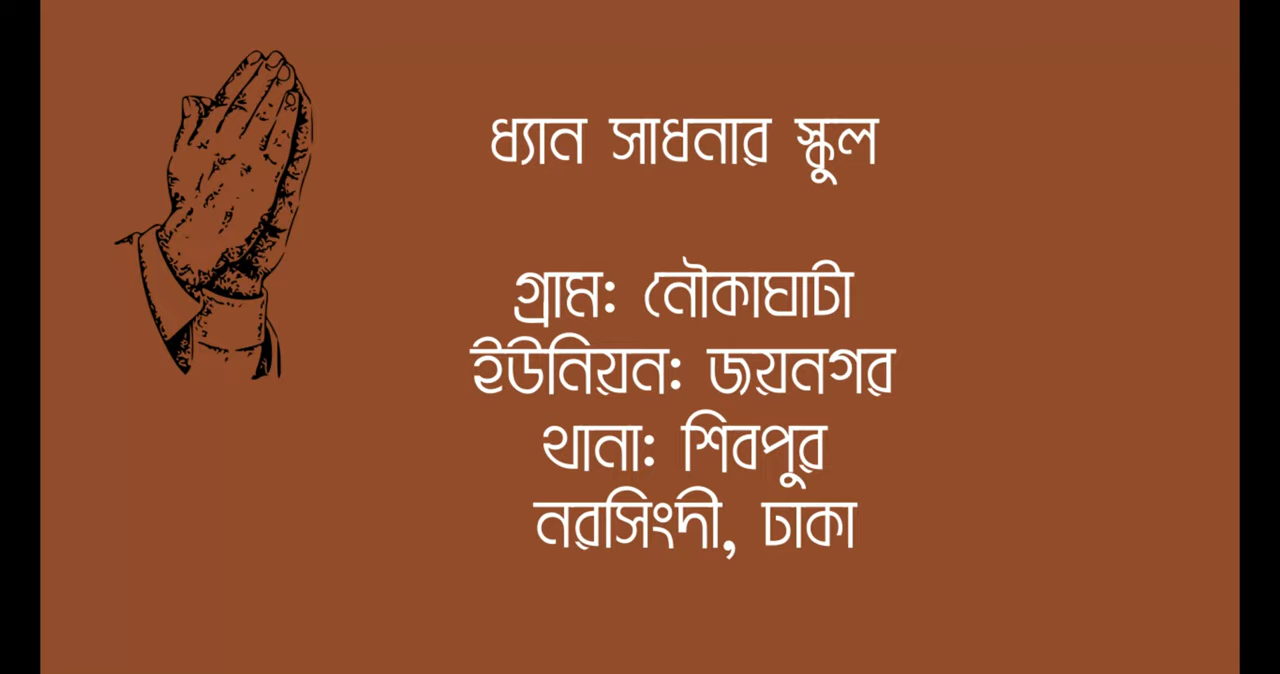 ধ্যান সাধনার স্কুল
গ্রাম: নৌকাঘাটা
ইউনিয়ন: জয়নগর
থানা: শিবপুর
নরসিংদী, ঢাকা